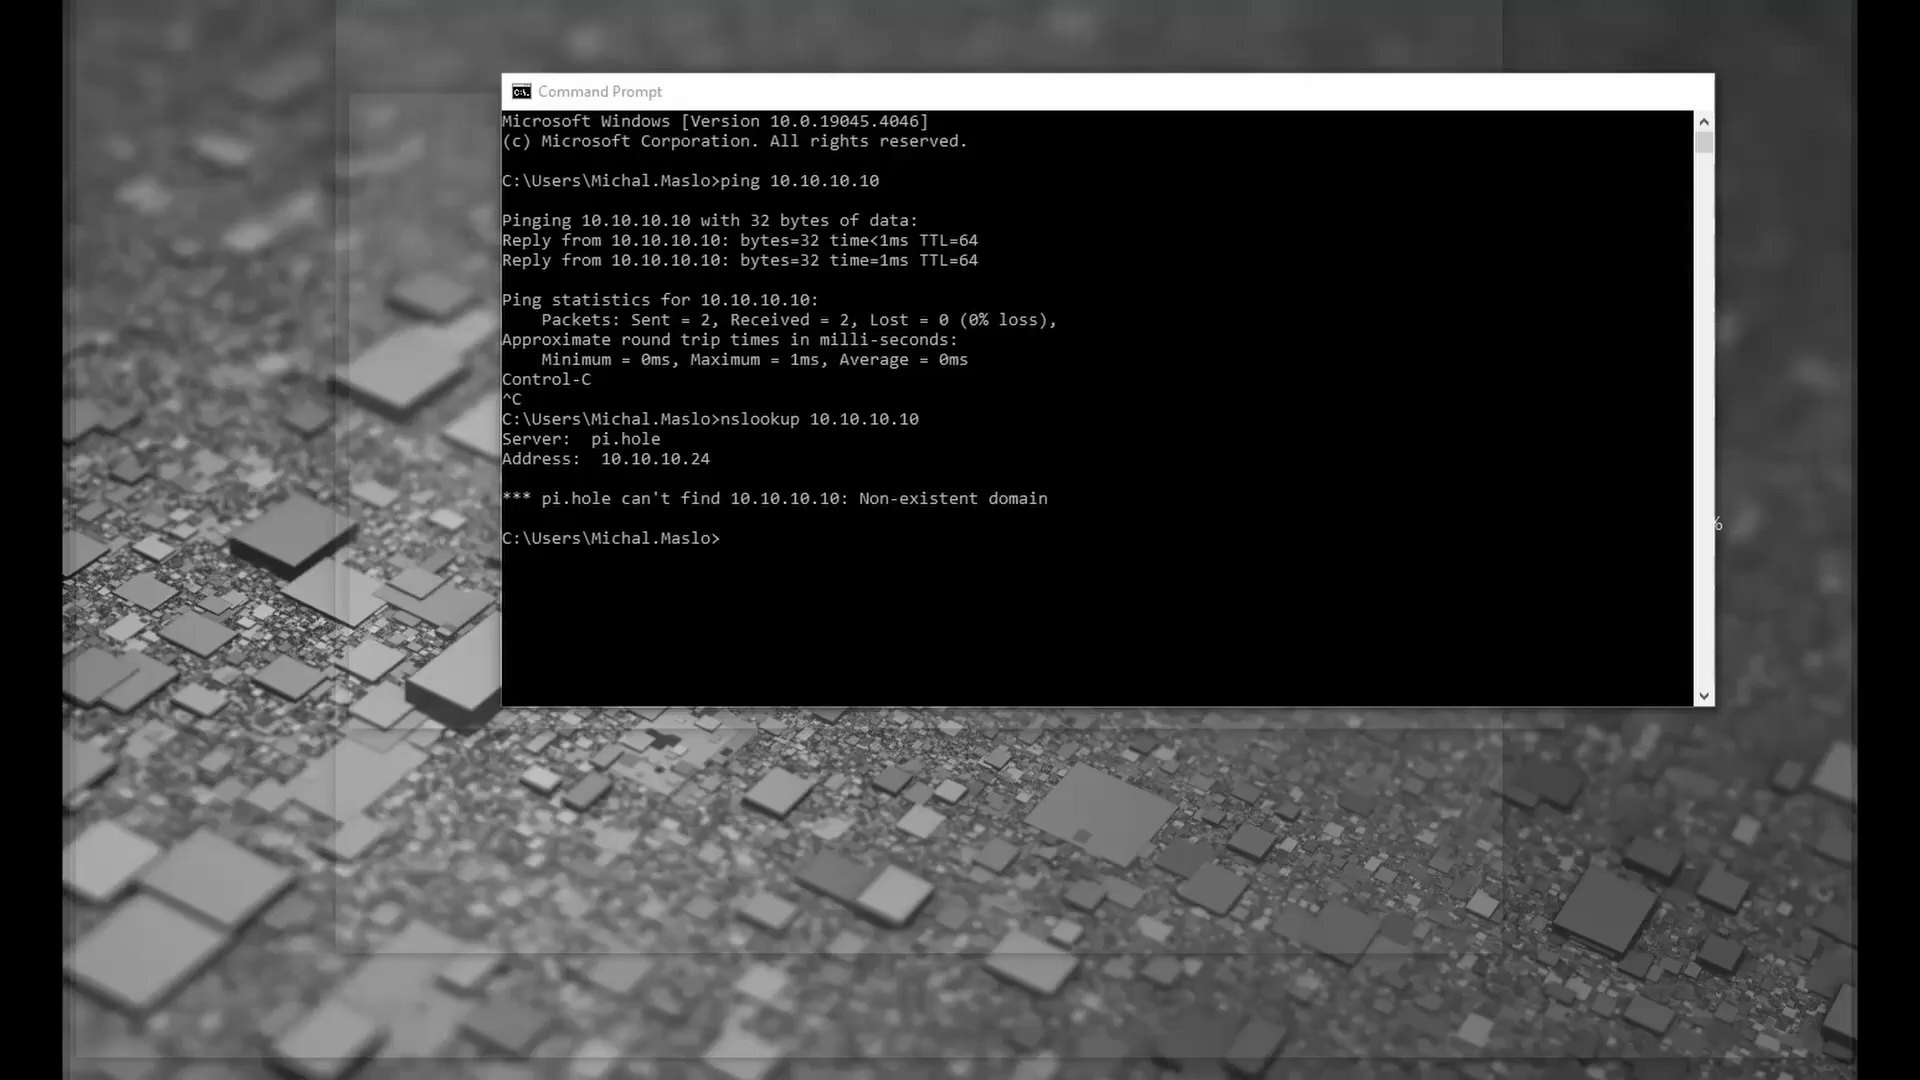 Command Prompt
Microsoft Windows [Version 10.0.19045.4046]
(c) Microsoft Corporation. All rights reserved.
C:\Users\Michal.Maslo>ping 10.10.10.10
Pinging 10.10.10.10 with 32 bytes of data:
Reply from 10.10.10.10: bytes=32 time<1ms TTL=64
Reply from 10.10.10.10: bytes=32 time=1ms TTL=64
Ping statistics for 10.10.10.10:
    Packets: Sent = 2, Received = 2, Lost = 0 (0% loss),
Approximate round trip times in milli-seconds:
    Minimum = 0ms, Maximum = 1ms, Average = 0ms
Control-C
^C
C:\Users\Michal.Maslo>nslookup 10.10.10.10
Server:  pi.hole
Address:  10.10.10.24
*** pi.hole can't find 10.10.10.10: Non-existent domain
C:\Users\Michal.Maslo>